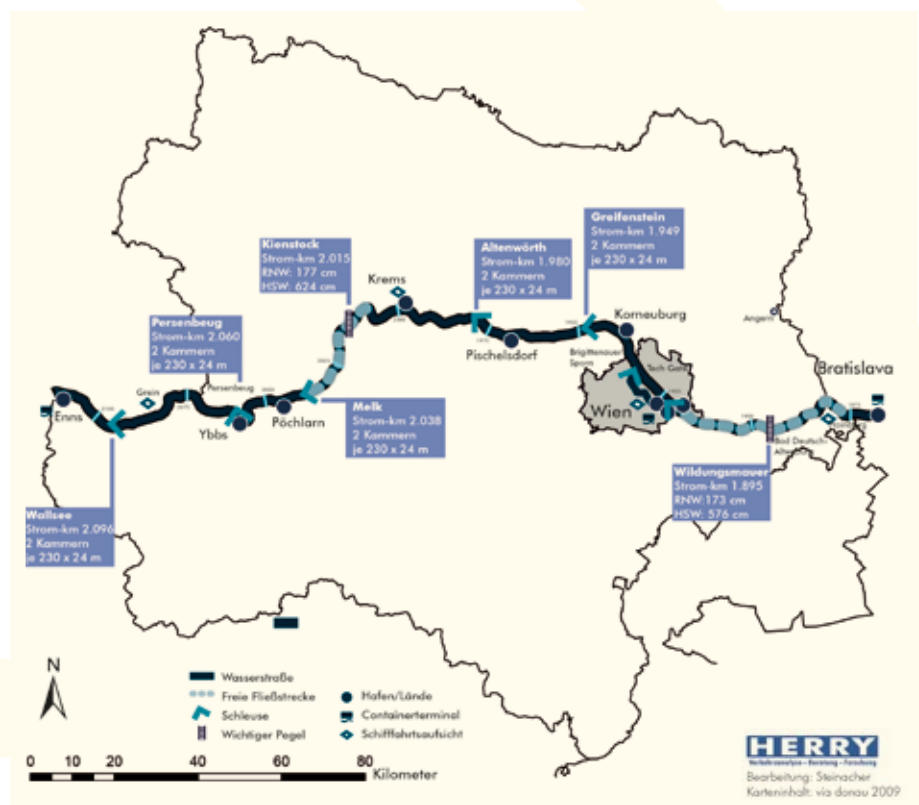 Greifenstein
Strom-km 1.949
2 Kammern
je 230 x 24 m
Kienstock
Strom-km 2.015
RNW: 177 cm
HSW: 624 cm
Altenwörth
Strom-km 1.980
2 Kammern
je 230 x 24 m
Krems
Persenbeug
Strom-km 2.060
2 Kammern
je 230 x 24 m
Korneuburg
Angern
Pischelsdorf
Brigittenauer
Sporn
Bratislava
Grein
Persenbeug
Enns
Ybbs
Pöchlarn
Wien
Melk
Strom-km 2.038
2 Kammern
je 230 x 24 m
Bad Deutsch-
Altenburg
Wildungsmauer
Strom-km 1.895
RNW:173 cm
HSW: 576 cm
Wallsee
Strom-km 2.096
2 Kammern
je 230 x 24 m
N
Wasserstraße
Freie Fließstrecke
Schleuse
Wichtiger Pegel
Hafen/Lände
Containerterminal
Schifffahrtsaufsicht
0 10 20 40 60 80
Kilometer
HERRY
Verkehrsanalyse - Beratung - Forschung
Bearbeitung: Steinacher
Karteninhalt: via donau 2009